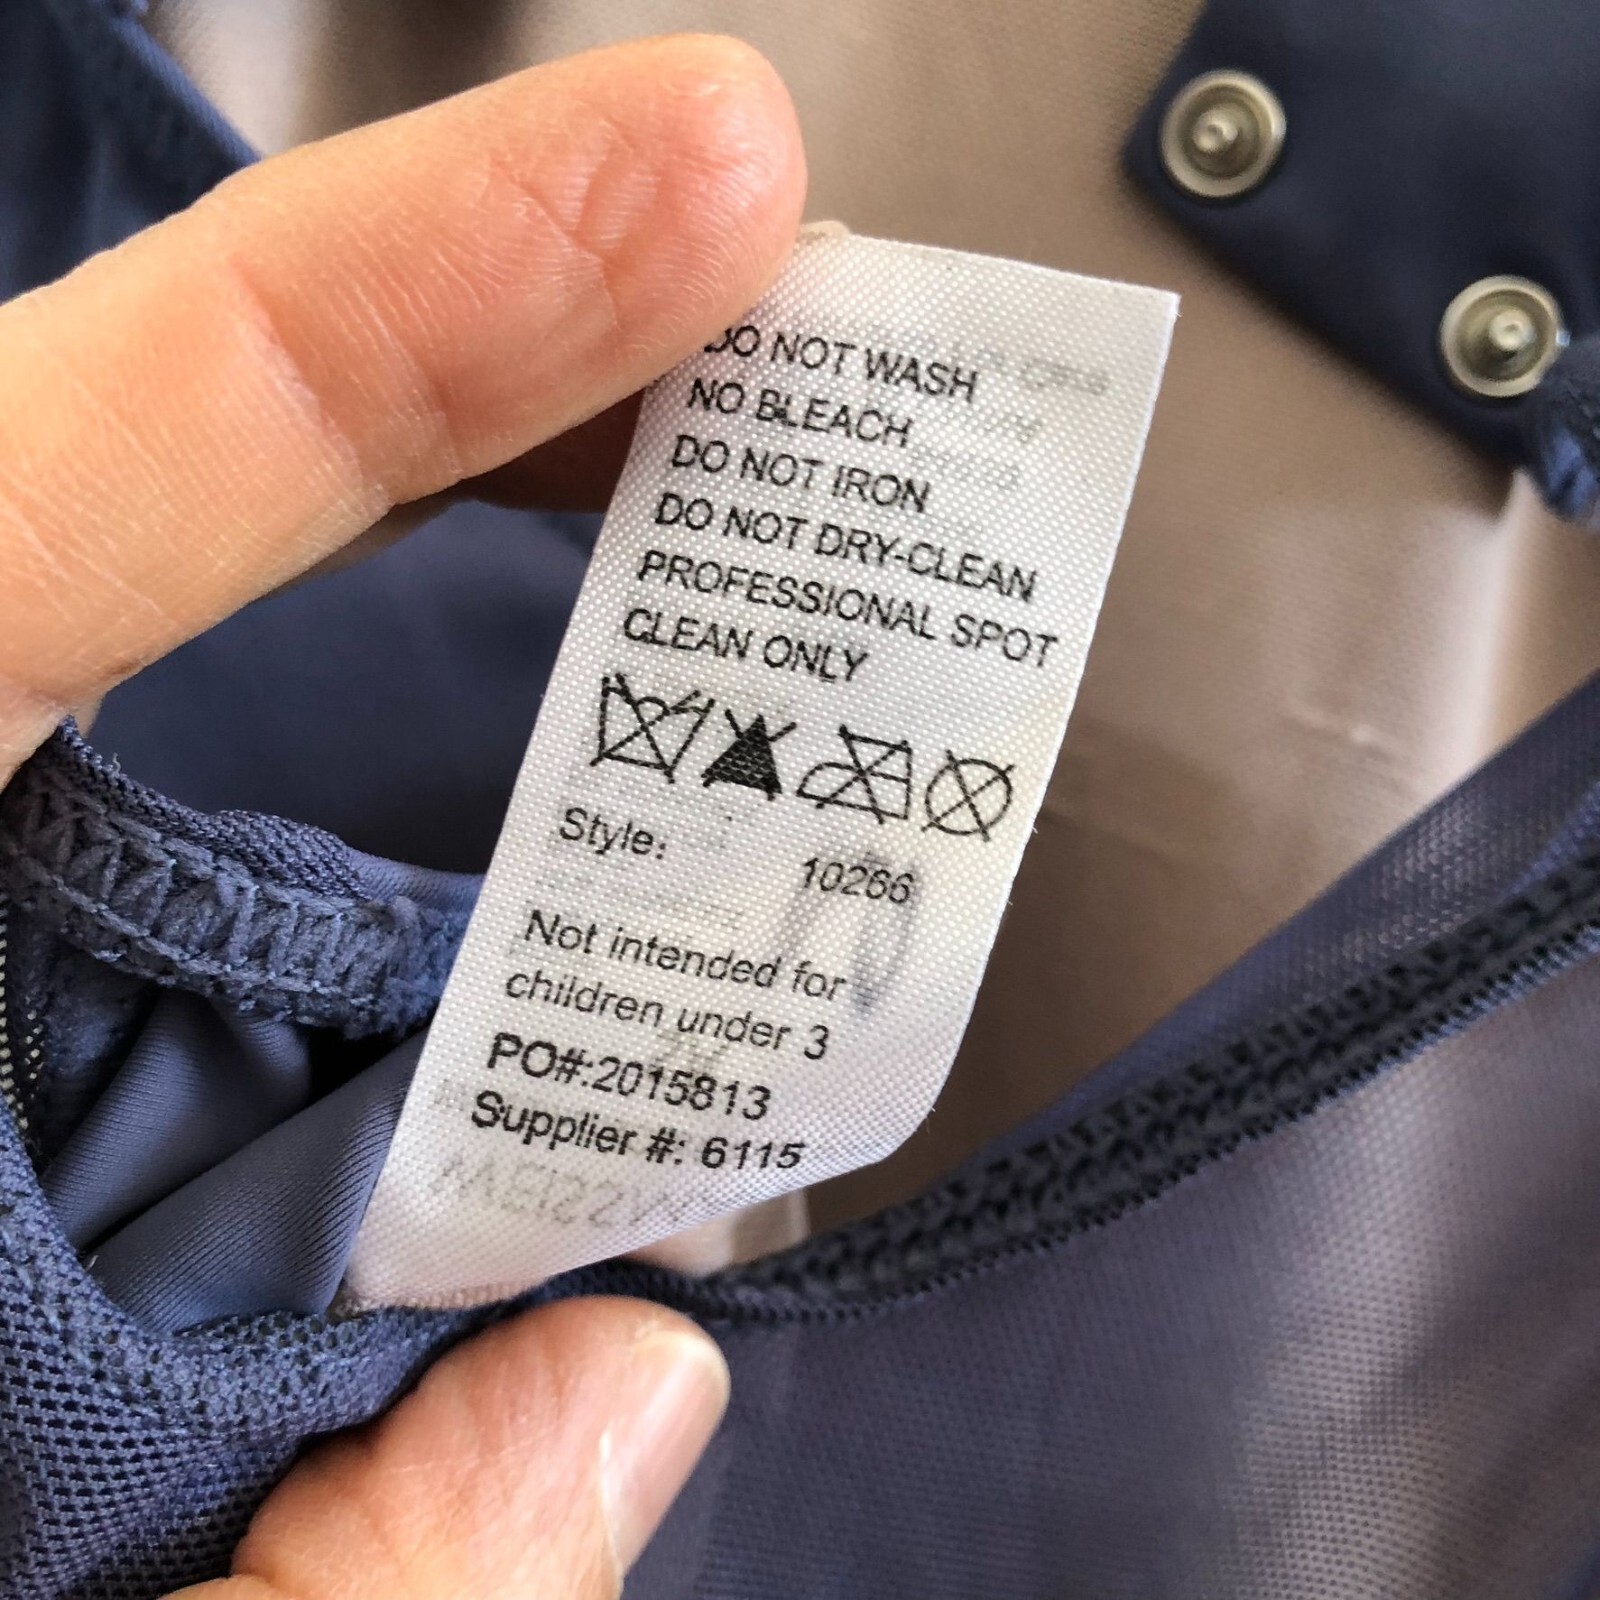 DO NOT WASH
NO BLEACH
DO NOT IRON
DO NOT DRY-CLEAN
PROFESSIONAL SPOT
CLEAN ONLY
Style: 10266
Not intended for
children under 3
PO#:2015813
Supplier #: 6115